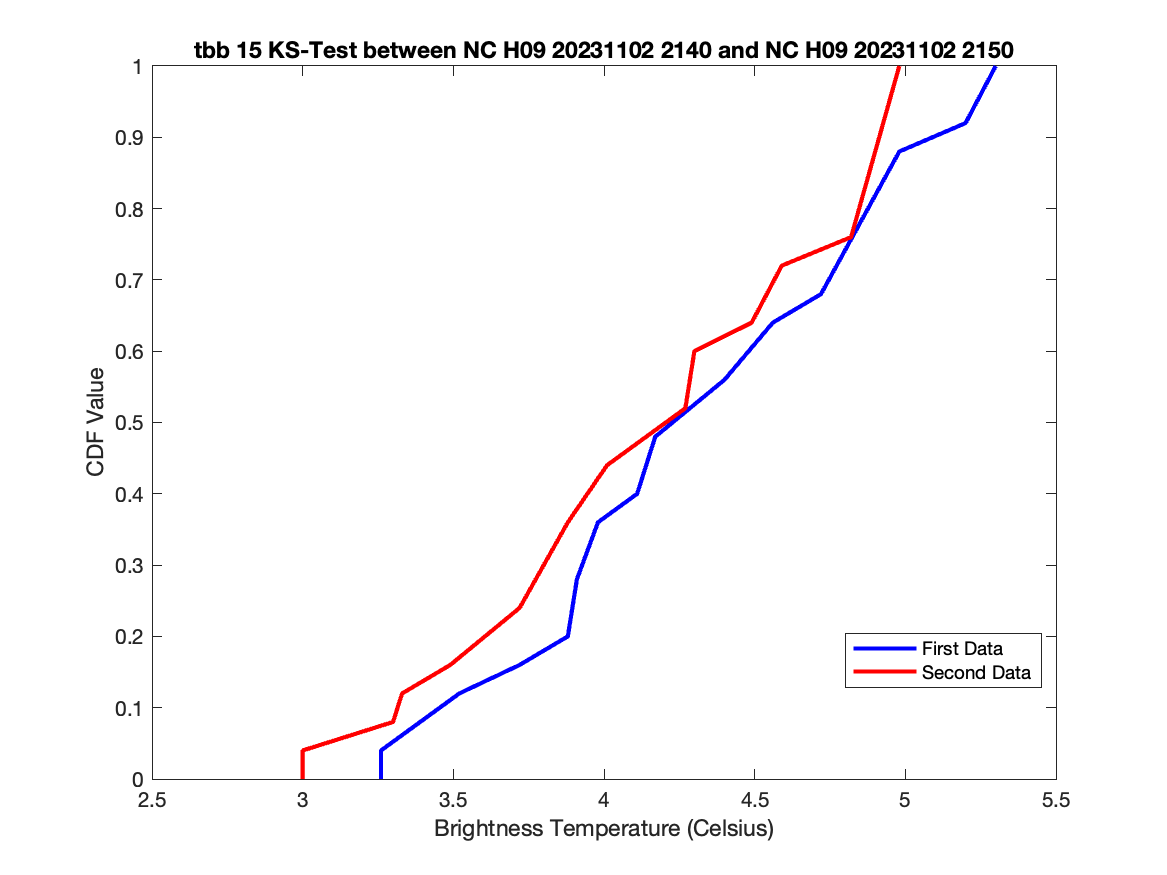 tbb 15 KS-Test between NC H09 20231102 2140 and NC H09 20231102 2150
1
0.9
0.8
0.7
0.6
0.5
0.4
0.3
0.2
0.1
0
CDF Value
First Data
Second Data
2.5 3 3.5 4 4.5 5 5.5
Brightness Temperature (Celsius)